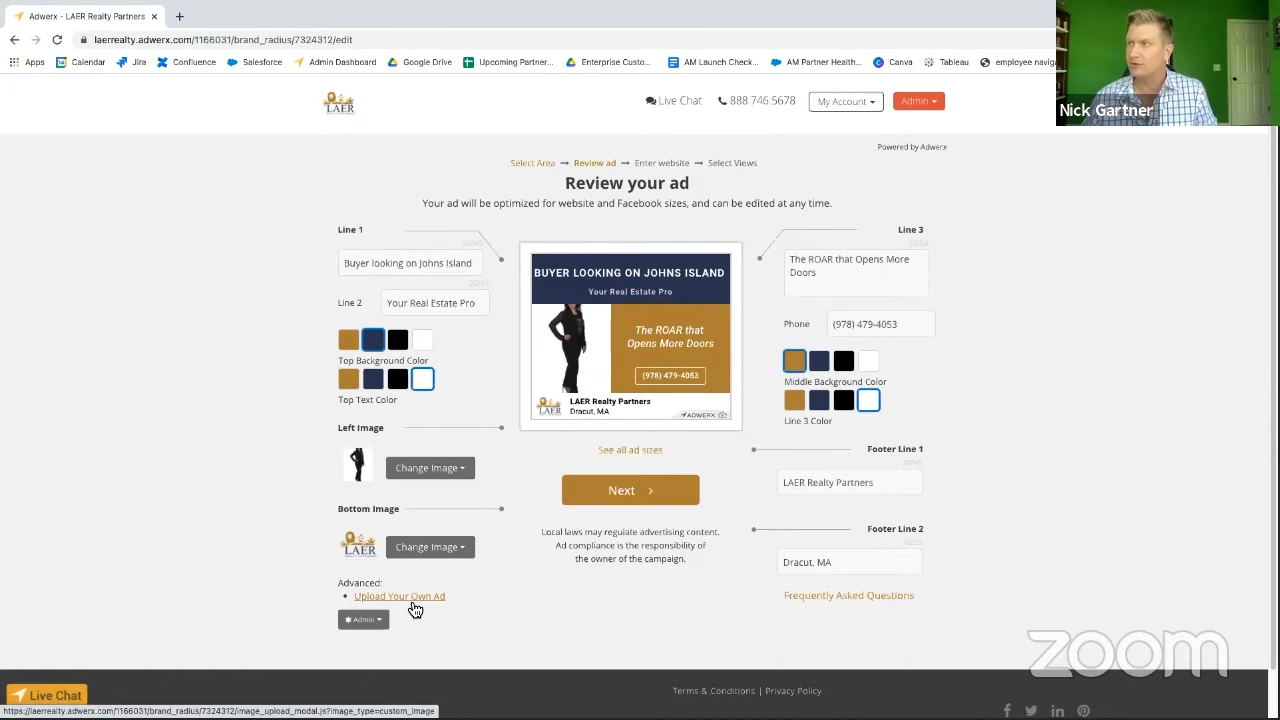 Adwerx - LAER Realty Partners
laerrealty.adwerx.com/1166031/brand_radius/7324312/edit
Apps
Calendar
Jira
Confluence
Salesforce
Admin Dashboard
Google Drive
Upcoming Partner...
Enterprise Custo...
AM Launch Check...
AM Partner Health...
Canva
Tableau
employee naviga
Nick Gartner
LAER
Live Chat
888.746.5678
My Account
Admin
Powered by Adwerx
Select Area → Review ad → Enter website → Select Views
Review your ad
Your ad will be optimized for website and Facebook sizes, and can be edited at any time.
Line 1
Buyer looking on Johns Island
Line 2
Your Real Estate Pro
Top Background Color
Top Text Color
Left Image
Change Image
Bottom Image
LAER
Change Image
Advanced:
• Upload Your Own Ad
Admin
BUYER LOOKING ON JOHNS ISLAND
Your Real Estate Pro
The ROAR that
Opens More Doors
(978) 479-4053
LAER
LAER Realty Partners
Dracut, MA
ADWERX
See all ad sizes
Next
Local laws may regulate advertising content.
Ad compliance is the responsibility of
the owner of the campaign.
Line 3
The ROAR that Opens More
Doors
Phone
(978) 479-4053
Middle Background Color
Line 3 Color
Footer Line 1
LAER Realty Partners
Footer Line 2
Dracut, MA
Frequently Asked Questions
zoom
Live Chat
Terms & Conditions | Privacy Policy
https://laerrealty.adwerx.com/1166031/brand_radius/7324312/image_upload_modal.js?image_type=custom_image